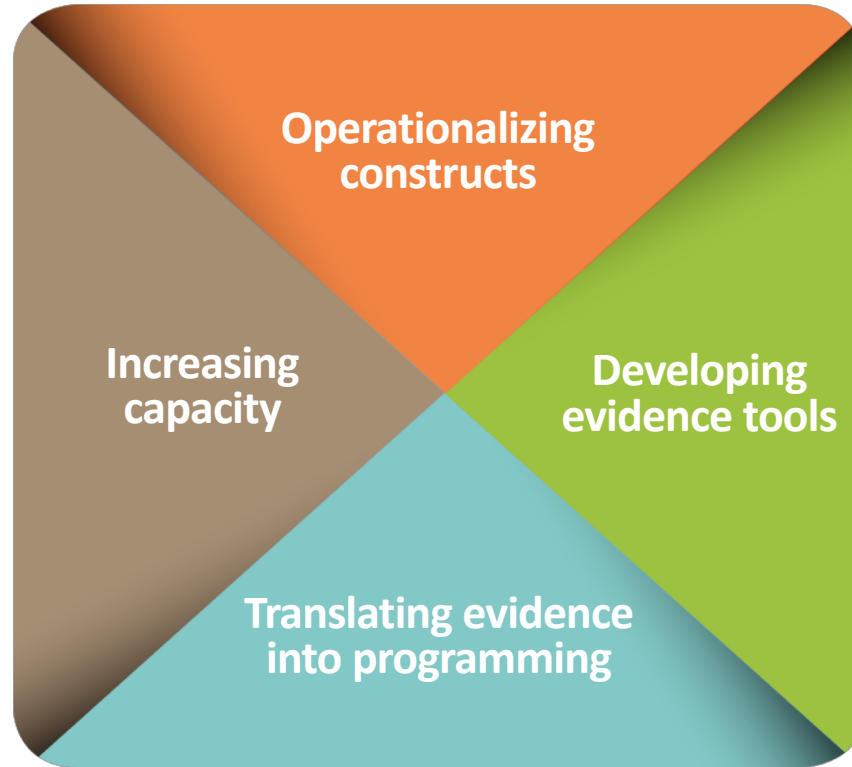 Operationalizing
constructs
Increasing
capacity
Developing
evidence tools
Translating evidence
into programming